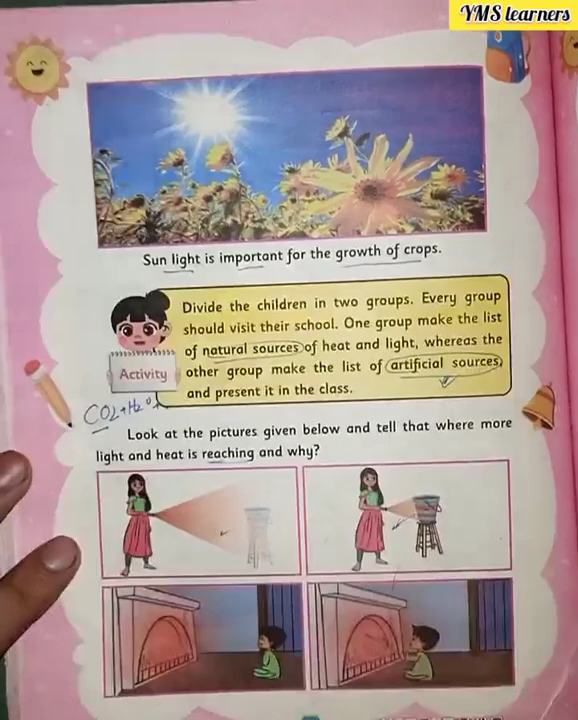 YMS learners
Sun light is important for the growth of crops.
Divide the children in two groups. Every group
should visit their school. One group make the list
of natural sources of heat and light, whereas the
other group make the list of artificial sources,
and present it in the class.
Activity
CO2+H2O+
Look at the pictures given below and tell that where more
light and heat is reaching and why?